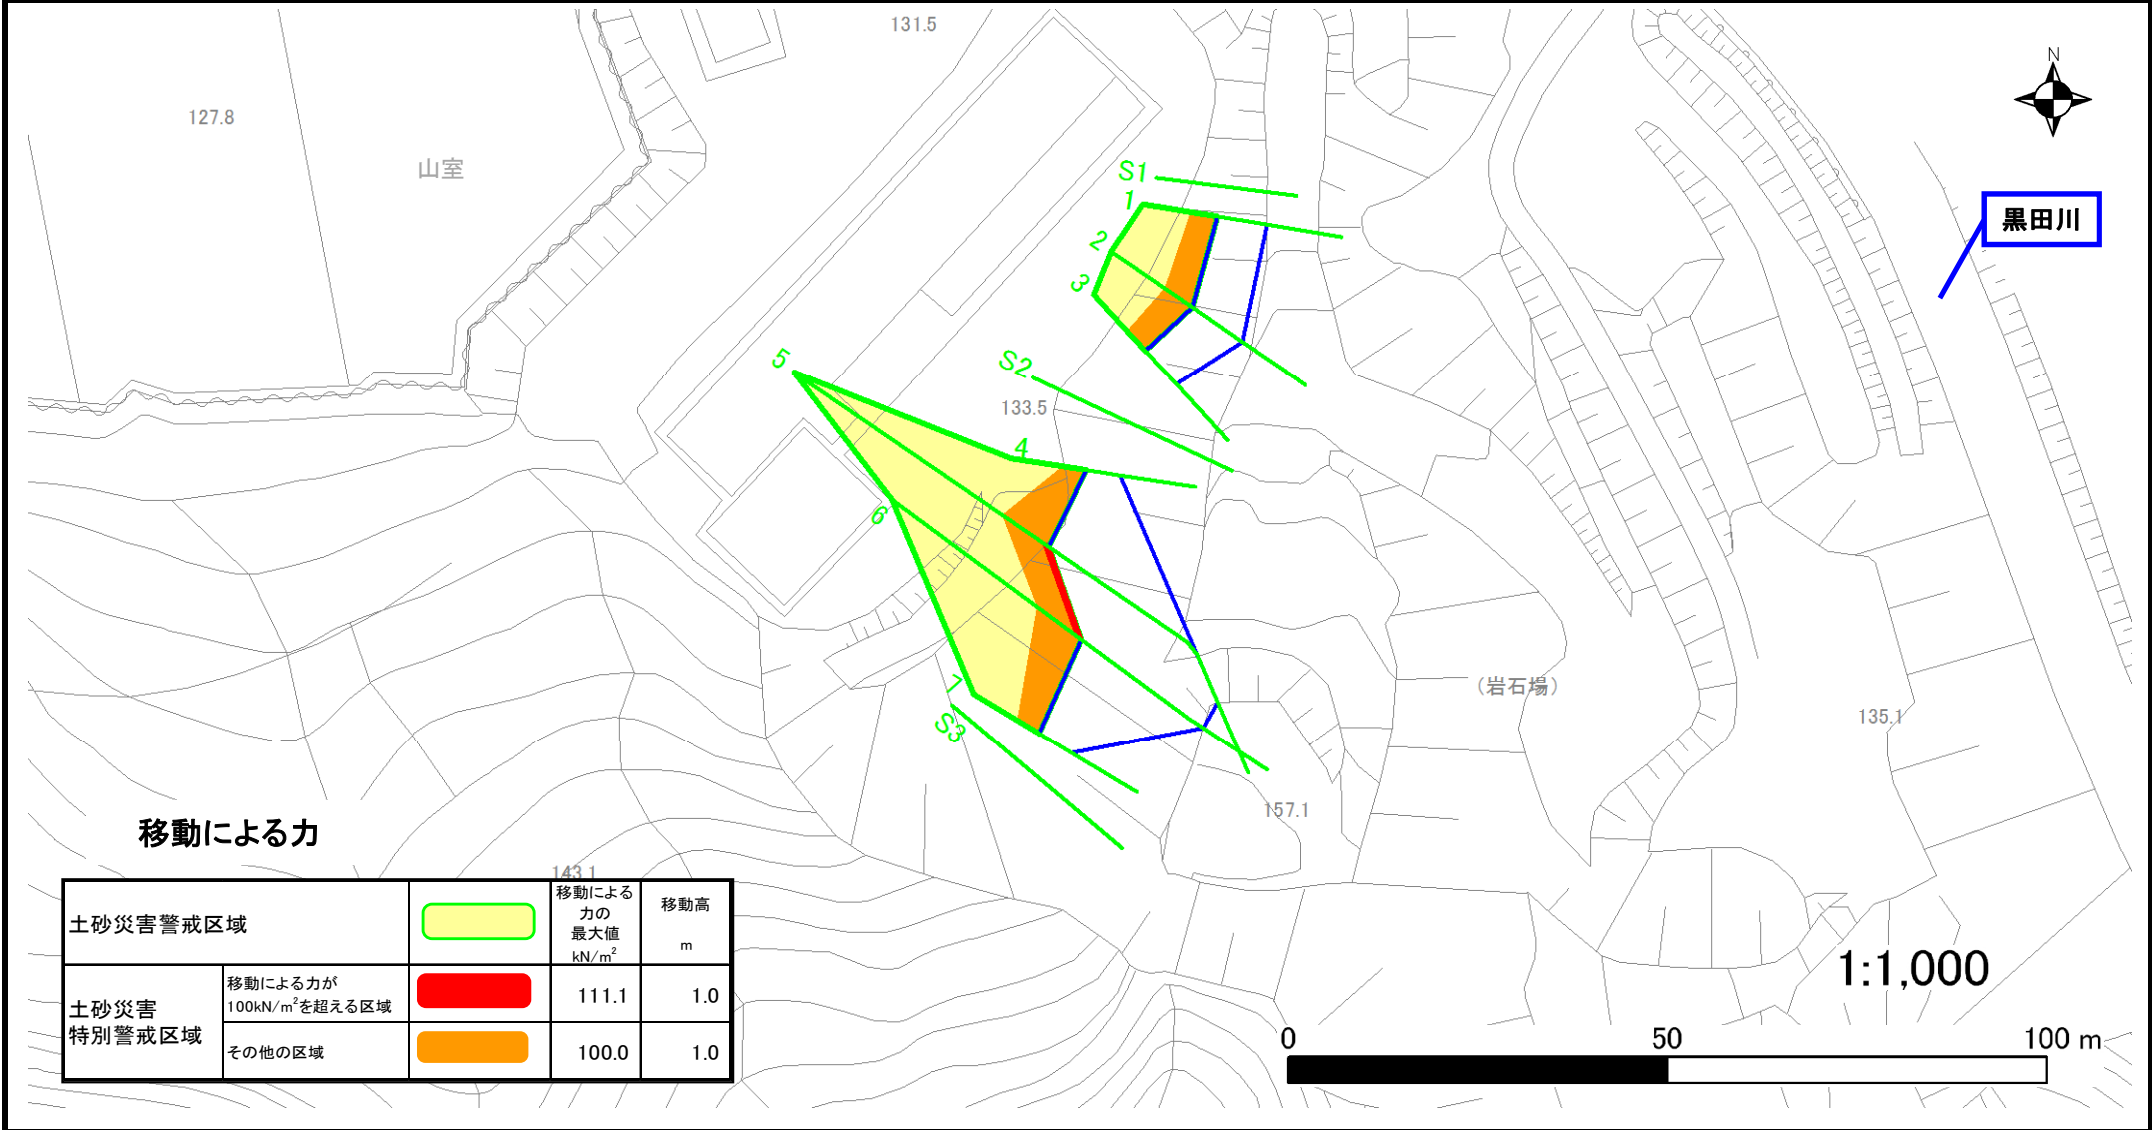 131.5
N
127.8
山室
S1
1
黒田川
2
3
5
S2
133.5
4
6
(岩石場)
7
S3
135.1
157.1
移動による力
143.1
土砂災害警戒区域
移動による
力の
最大値
kN/m²
移動高
m
土砂災害
特別警戒区域
移動による力が
100kN/m²を超える区域
111.1
1.0
その他の区域
100.0
1.0
1:1,000
0 50 100 m